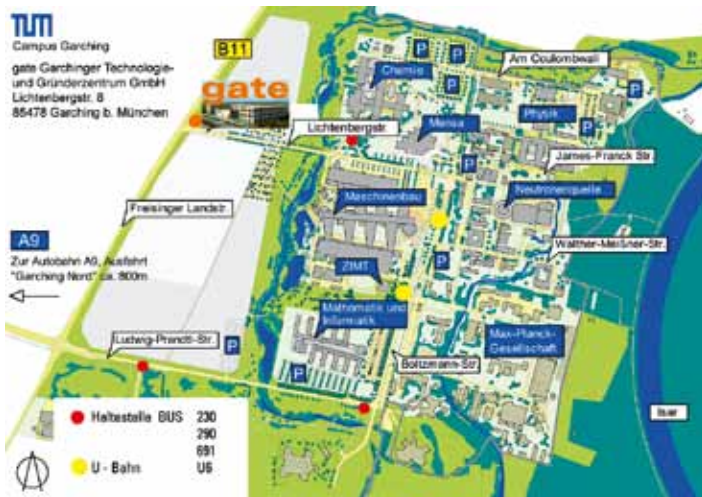 TUM
Campus Garching
gate Garchinger Technologie-
und Gründerzentrum GmbH
Lichtenbergstr. 8
85478 Garching b. München
B11
gate
Am Coulombwall
P
P
P
P
P
P
Chemie
Mensa
Physik
Lichtenbergstr.
James-Franck Str.
P
Maschinenbau
Neutronenquelle
Freisinger Landstr.
A9
Zur Autobahn A9, Ausfahrt
"Garching Nord" ca. 800m
Walther-Meißner-Str.
P
ZIMT
Mathematik und
Informatik
Ludwig-Prandtl-Str.
P
Max-Planck-
Gesellschaft
P
Boltzmann-Str.
Isar
Haltestelle BUS 230
290
691
U - Bahn U6